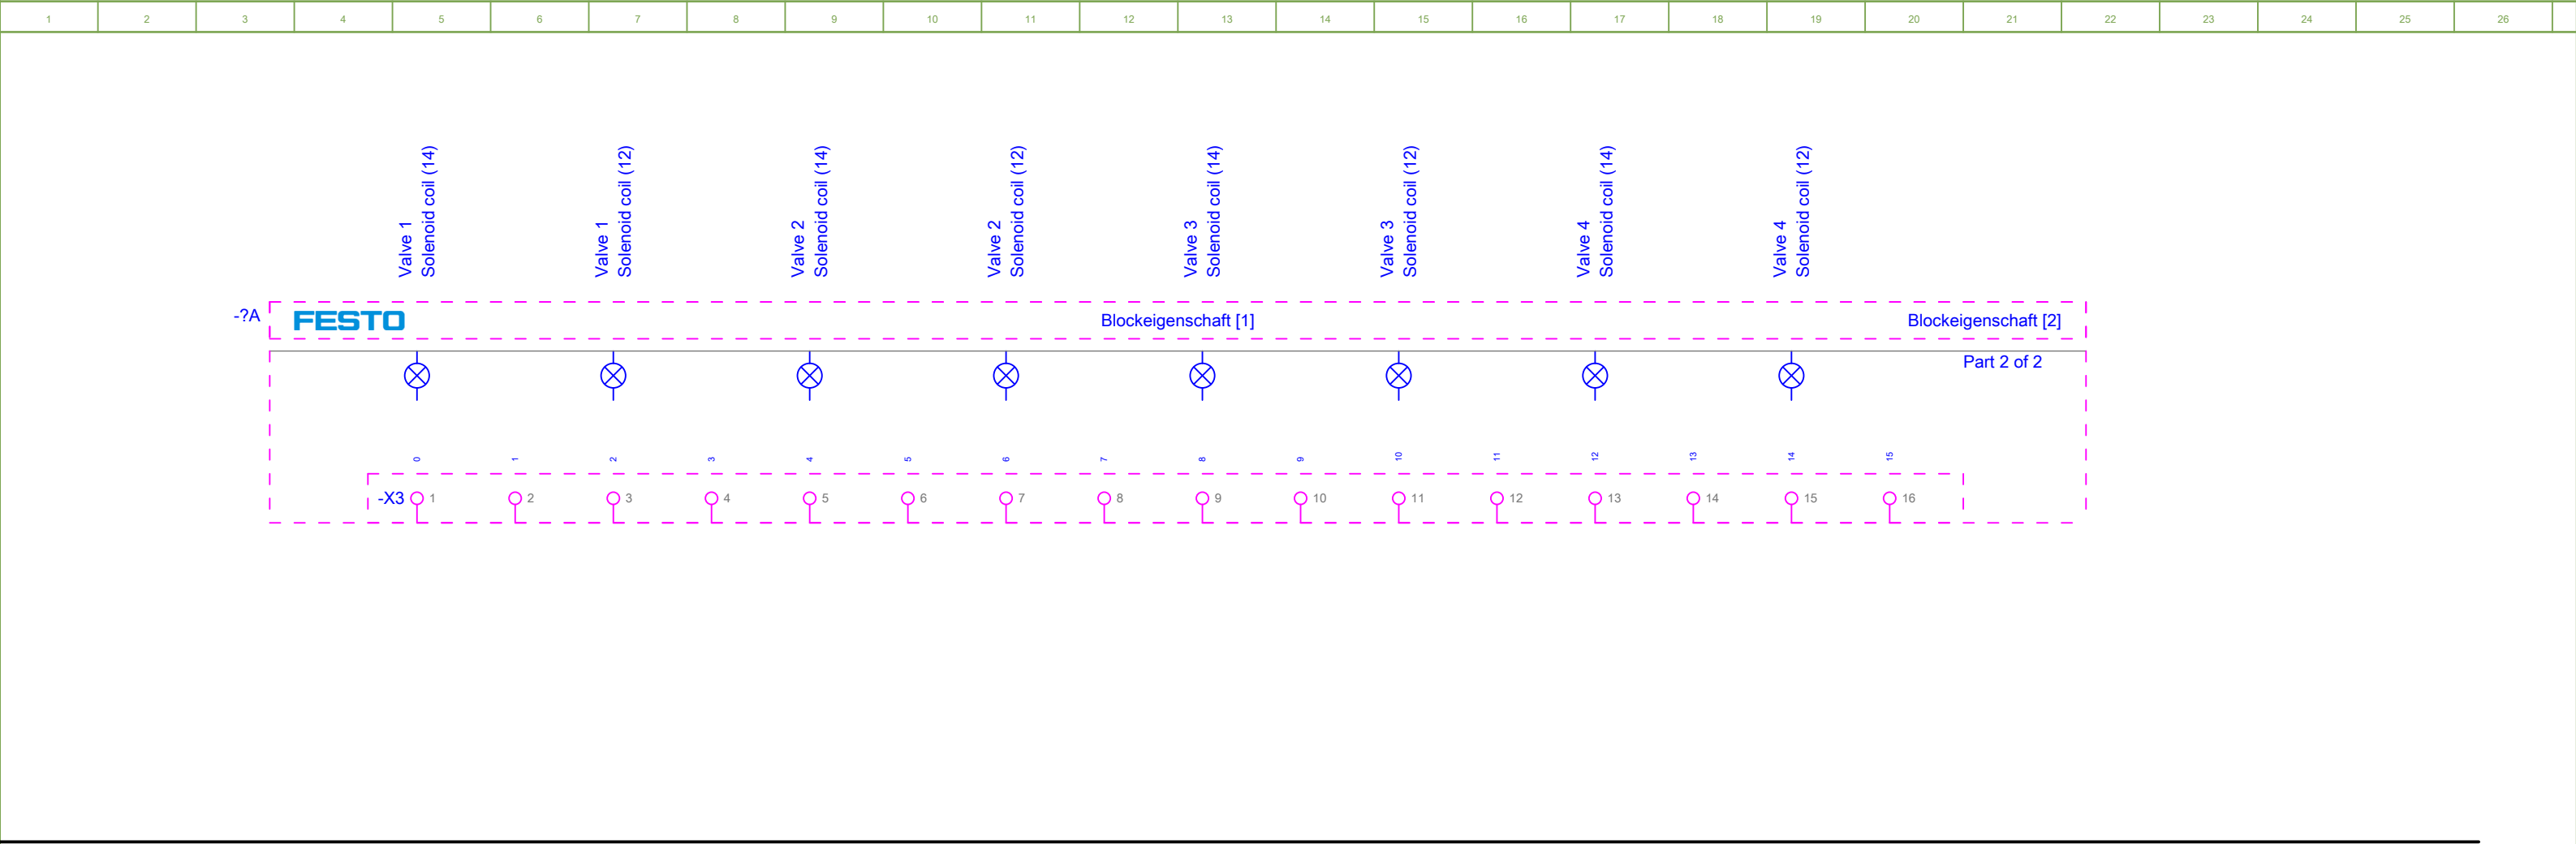 1 2 3 4 5 6 7 8 9 10 11 12 13 14 15 16 17 18 19 20 21 22 23 24 25 26
Valve 1
Solenoid coil (14)
Valve 1
Solenoid coil (12)
Valve 2
Solenoid coil (14)
Valve 2
Solenoid coil (12)
Valve 3
Solenoid coil (14)
Valve 3
Solenoid coil (12)
Valve 4
Solenoid coil (14)
Valve 4
Solenoid coil (12)
-?A FESTO Blockeigenschaft [1] Blockeigenschaft [2]
Part 2 of 2
0 1 2 3 4 5 6 7 8 9 10 11 12 13 14 15
-X3 1 2 3 4 5 6 7 8 9 10 11 12 13 14 15 16